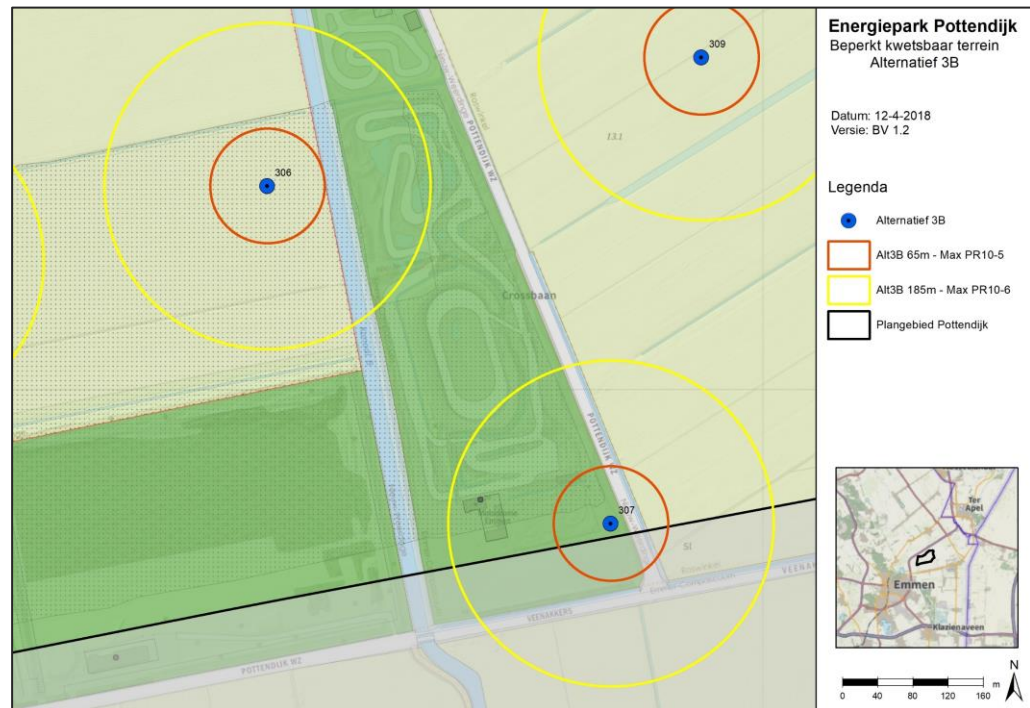 Energiepark Pottendijk
Beperkt kwetsbaar terrein
Alternatief 3B
Datum: 12-4-2018
Versie: BV 1.2
Legenda
Alternatief 3B
Alt3B 65m - Max PR10-5
Alt3B 185m - Max PR10-6
Plangebied Pottendijk
309
306
POTTENDIJK WZ
13.1
Crossbaan
POTTENDIJK WZ
307
VEENAKKERS
POTTENDIJK WZ
Ter
Apel
Emmen
Klazienaveen
N
0 40 80 120 160 m